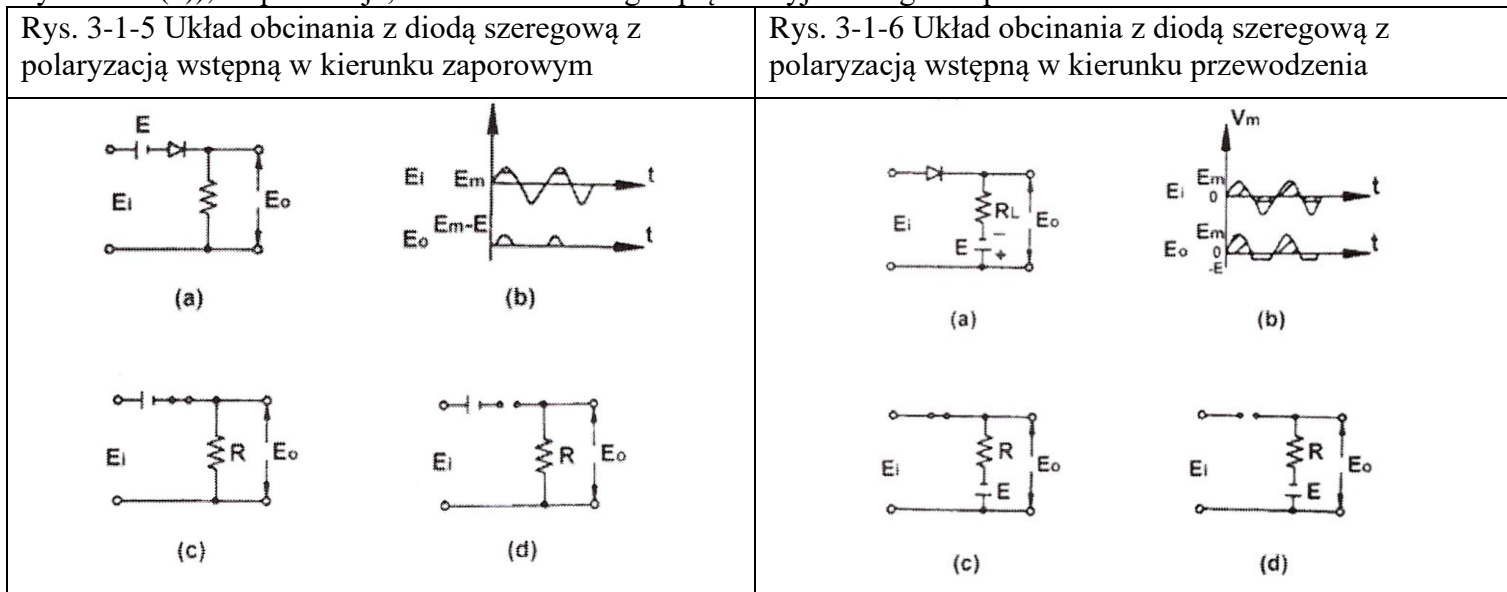 Rys. 3-1-5 Układ obcinania z diodą szeregową z
polaryzacją wstępną w kierunku zaporowym
E
Ei
Eo
(a)
Ei Em t
Eo Em-E t
(b)
Ei
R
Eo
(c)
Ei
R
Eo
(d)
Rys. 3-1-6 Układ obcinania z diodą szeregową z
polaryzacją wstępną w kierunku przewodzenia
Ei
RL
Eo
E
−
+
(a)
Vm
Ei Em 0 t
Eo Em 0 -E t
(b)
Ei
R
E
Eo
(c)
Ei
R
E
Eo
(d)